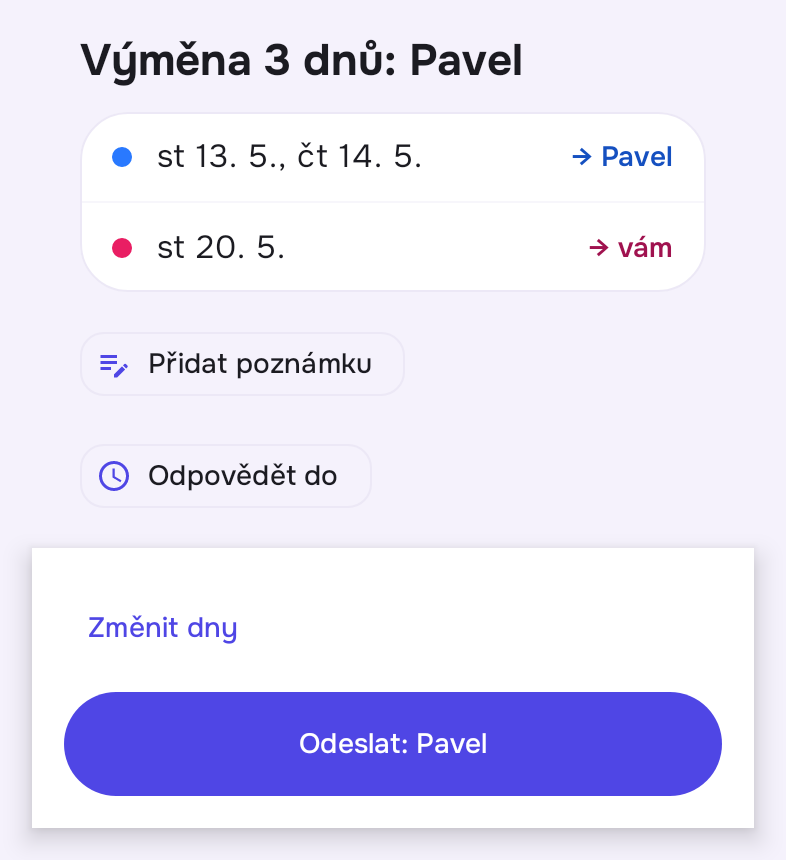 Výměna 3 dnů: Pavel
st 13. 5., čt 14. 5. → Pavel
st 20. 5. → vám
Přidat poznámku
Odpovědět do
Změnit dny
Odeslat: Pavel